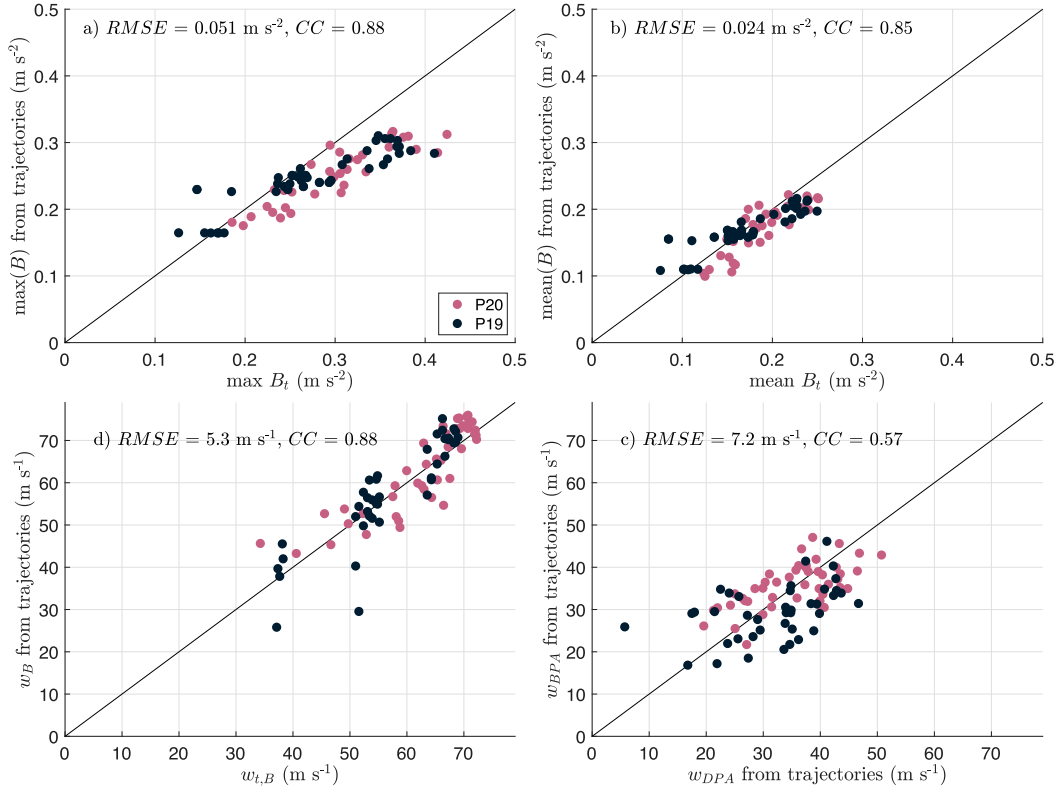 a) RMSE = 0.051 m s-2, CC = 0.88
max(B) from trajectories (m s-2)
0.5
0.4
0.3
0.2
0.1
0
0 0.1 0.2 0.3 0.4 0.5
max Bt (m s-2)
P20
P19
b) RMSE = 0.024 m s-2, CC = 0.85
mean(B) from trajectories (m s-2)
0.5
0.4
0.3
0.2
0.1
0
0 0.1 0.2 0.3 0.4 0.5
mean Bt (m s-2)
d) RMSE = 5.3 m s-1, CC = 0.88
wB from trajectories (m s-1)
70
60
50
40
30
20
10
0
0 10 20 30 40 50 60 70
wt,B (m s-1)
c) RMSE = 7.2 m s-1, CC = 0.57
wBPA from trajectories (m s-1)
70
60
50
40
30
20
10
0
0 10 20 30 40 50 60 70
wDPA from trajectories (m s-1)